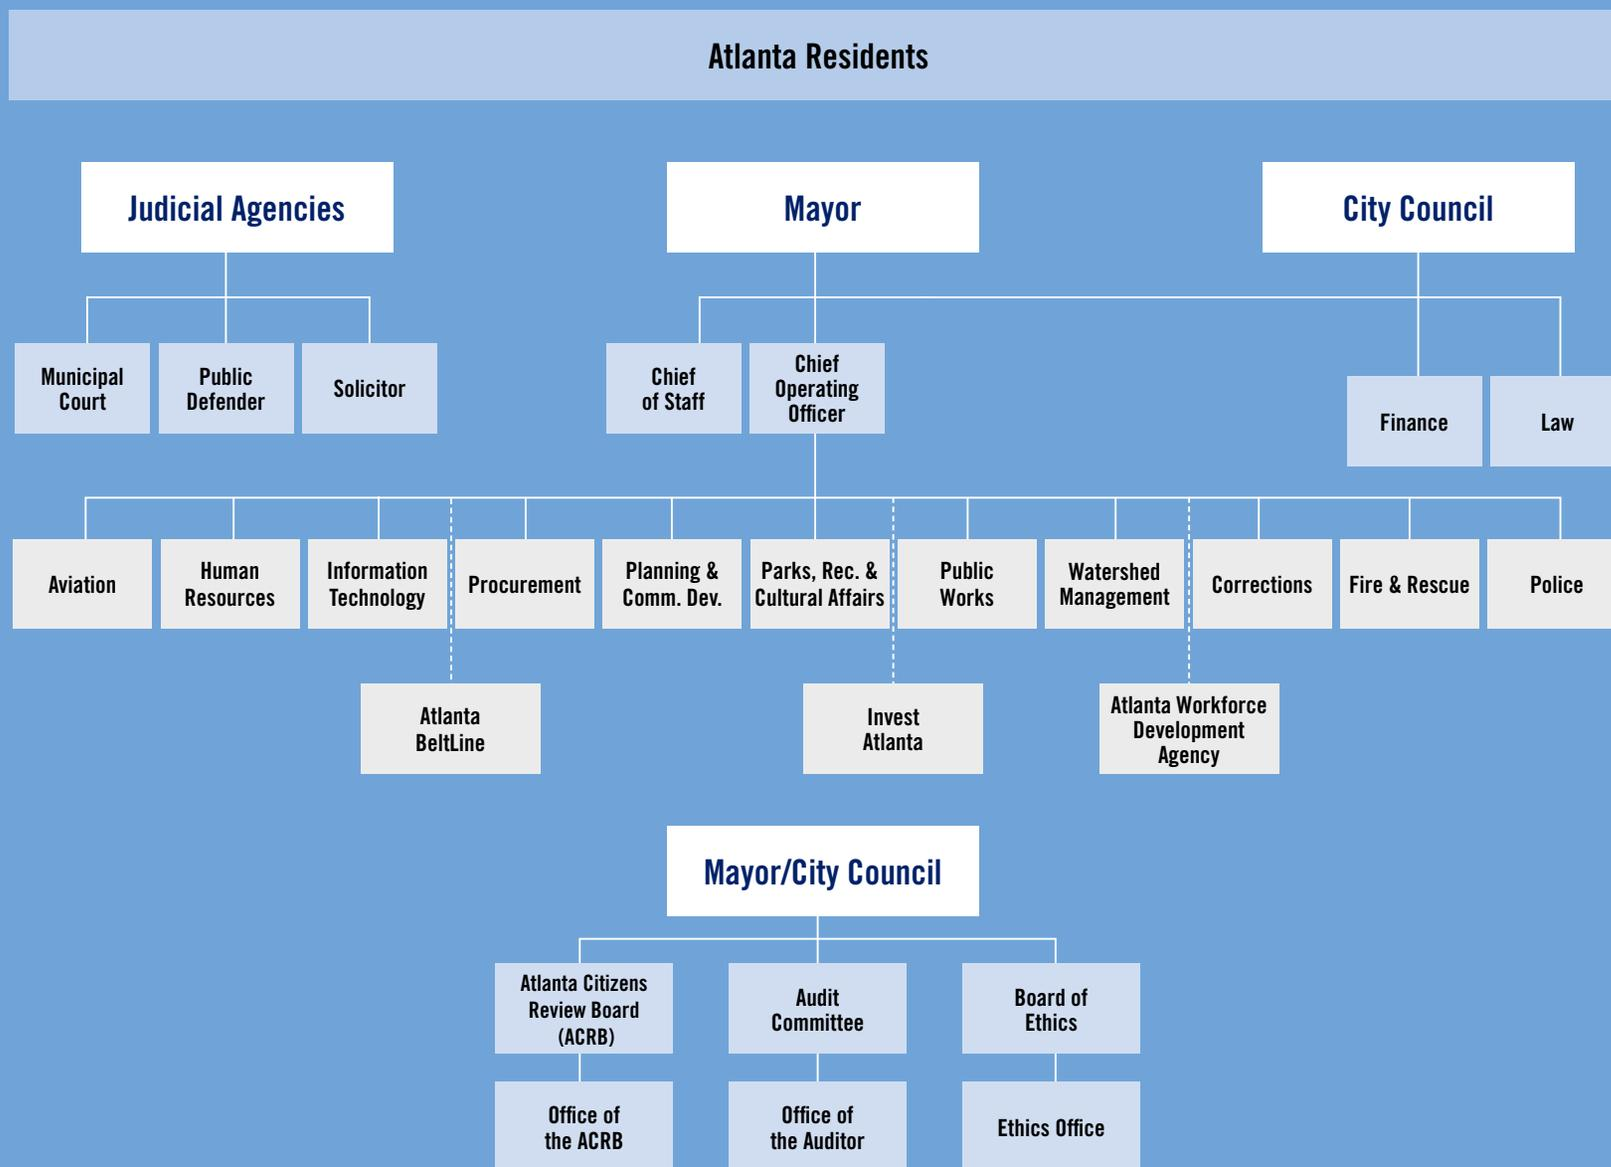 Atlanta Residents
Judicial Agencies
Mayor
City Council
Municipal
Court
Public
Defender
Solicitor
Chief
of Staff
Chief
Operating
Officer
Finance
Law
Aviation
Human
Resources
Information
Technology
Procurement
Planning &
Comm. Dev.
Parks, Rec. &
Cultural Affairs
Public
Works
Watershed
Management
Corrections
Fire & Rescue
Police
Atlanta
BeltLine
Invest
Atlanta
Atlanta Workforce
Development
Agency
Mayor/City Council
Atlanta Citizens
Review Board
(ACRB)
Audit
Committee
Board of
Ethics
Office of
the ACRB
Office of
the Auditor
Ethics Office